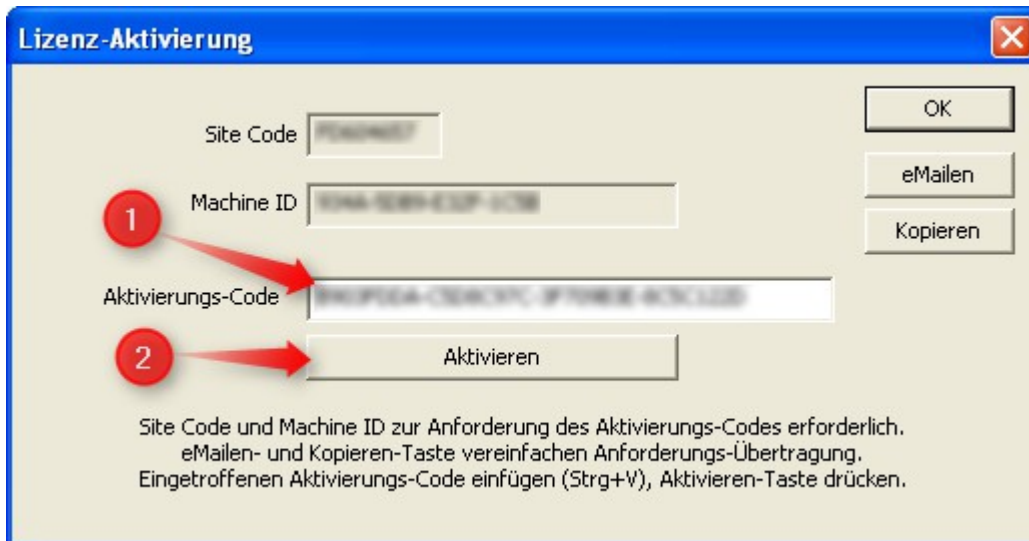 Lizenz-Aktivierung
Site Code
OK
Machine ID
eMailen
Kopieren
1
Aktivierungs-Code
2
Aktivieren
Site Code und Machine ID zur Anforderung des Aktivierungs-Codes erforderlich.
eMailen- und Kopieren-Taste vereinfachen Anforderungs-Übertragung.
Eingetroffenen Aktivierungs-Code einfügen (Strg+V), Aktivieren-Taste drücken.